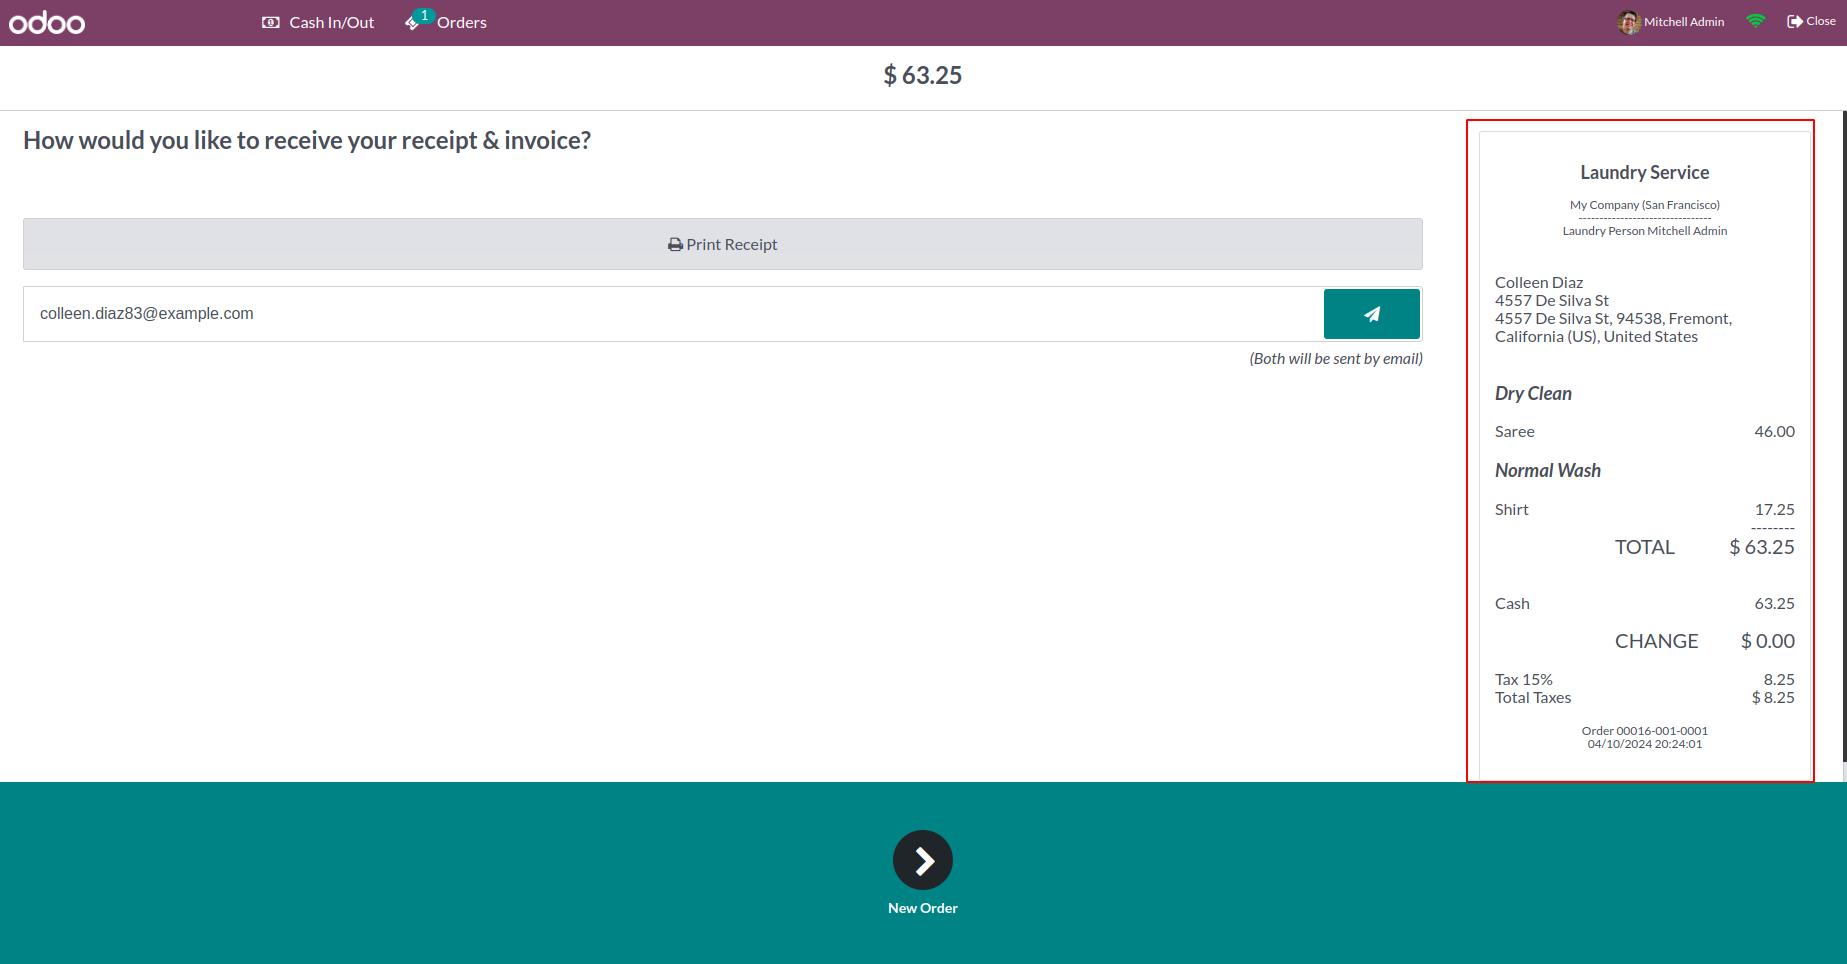 odoo
Cash In/Out
1
Orders
Mitchell Admin
Close
$ 63.25
How would you like to receive your receipt & invoice?
Print Receipt
colleen.diaz83@example.com
(Both will be sent by email)
Laundry Service
My Company (San Francisco)
--------------------------------
Laundry Person Mitchell Admin
Colleen Diaz
4557 De Silva St
4557 De Silva St, 94538, Fremont,
California (US), United States
Dry Clean
Saree 46.00
Normal Wash
Shirt 17.25
--------
TOTAL $ 63.25
Cash 63.25
CHANGE $ 0.00
Tax 15% 8.25
Total Taxes $ 8.25
Order 00016-001-0001
04/10/2024 20:24:01
New Order